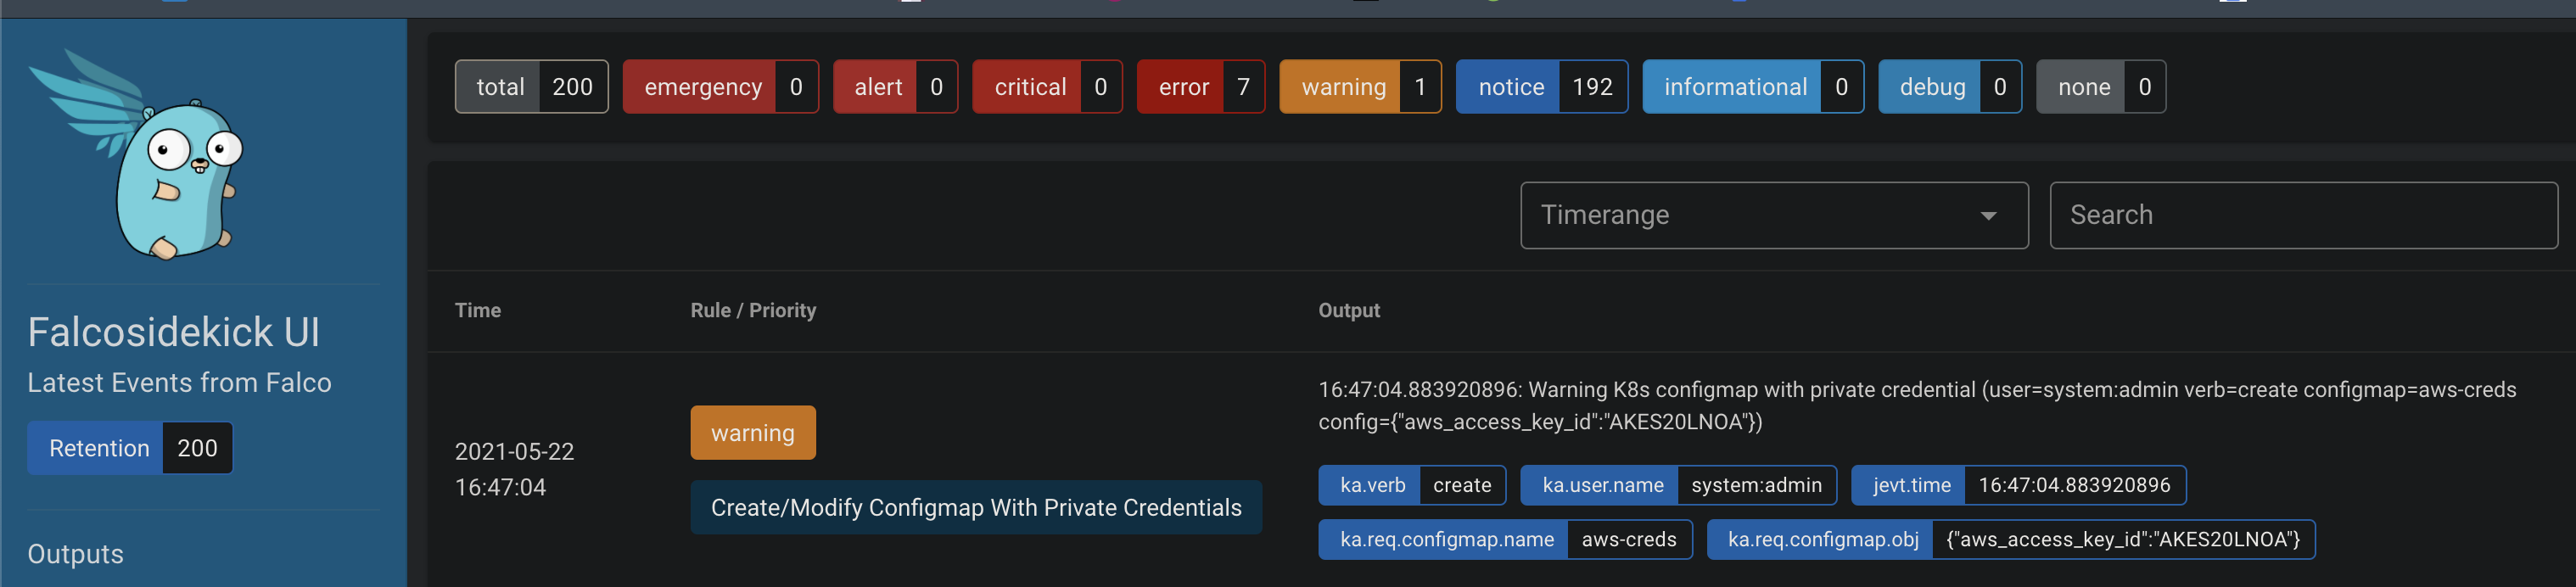 total 200 emergency 0 alert 0 critical 0 error 7 warning 1 notice 192 informational 0 debug 0 none 0
Timerange
Search
Falcosidekick UI
Latest Events from Falco
Retention 200
Outputs
Time Rule / Priority Output
2021-05-22
16:47:04
warning
Create/Modify Configmap With Private Credentials
16:47:04.883920896: Warning K8s configmap with private credential (user=system:admin verb=create configmap=aws-creds
config={"aws_access_key_id":"AKES20LNOA"})
ka.verb create ka.user.name system:admin jevt.time 16:47:04.883920896
ka.req.configmap.name aws-creds ka.req.configmap.obj {"aws_access_key_id":"AKES20LNOA"}